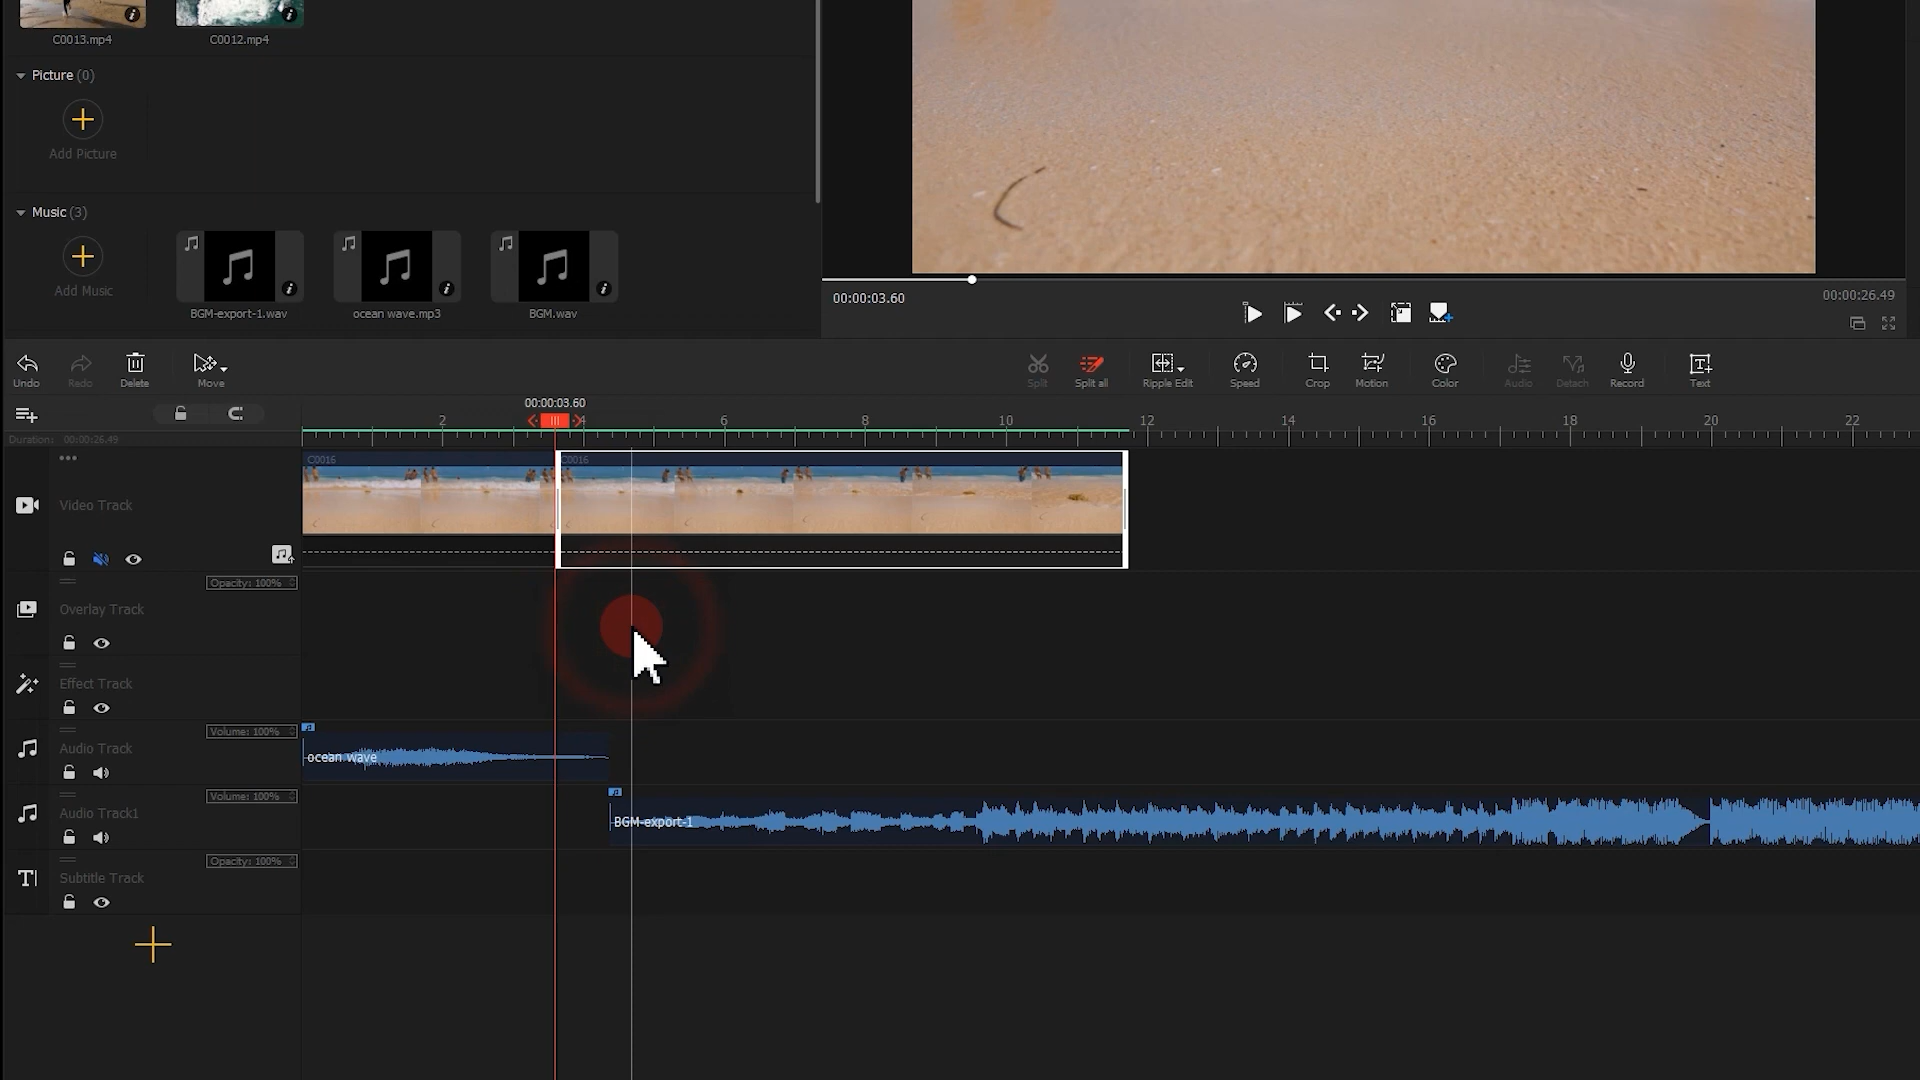 C0013.mp4
C0012.mp4
Picture (0)
Add Picture
Music (3)
Add Music
BGM-export-1.wav
ocean wave.mp3
BGM.wav
00:00:03.60
00:00:26.49
Undo
Redo
Delete
Move
Split
Split all
Ripple Edit
Speed
Crop
Motion
Color
Audio
Detach
Record
Text
00:00:03.60
2
4
6
8
10
12
14
16
18
20
22
Duration: 00:00:26.49
C0016
C0016
Video Track
Opacity: 100%
Overlay Track
Effect Track
Volume: 100%
Audio Track
ocean wave
Volume: 100%
Audio Track1
BGM-export-1
Opacity: 100%
Subtitle Track